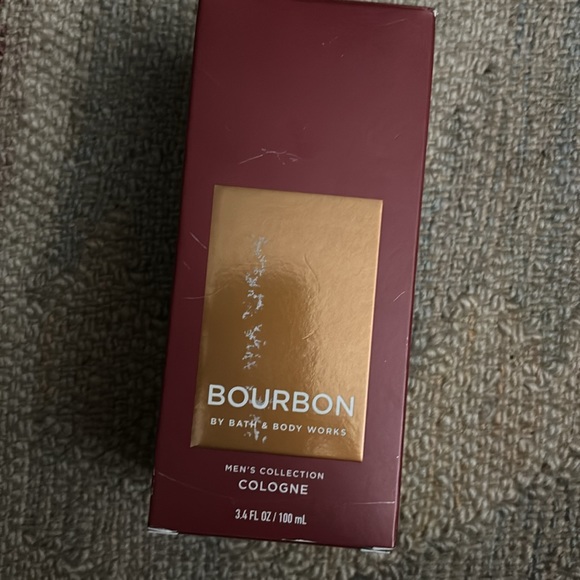 BOURBON
BY BATH & BODY WORKS
MEN'S COLLECTION
COLOGNE
3.4 FL OZ / 100 mL